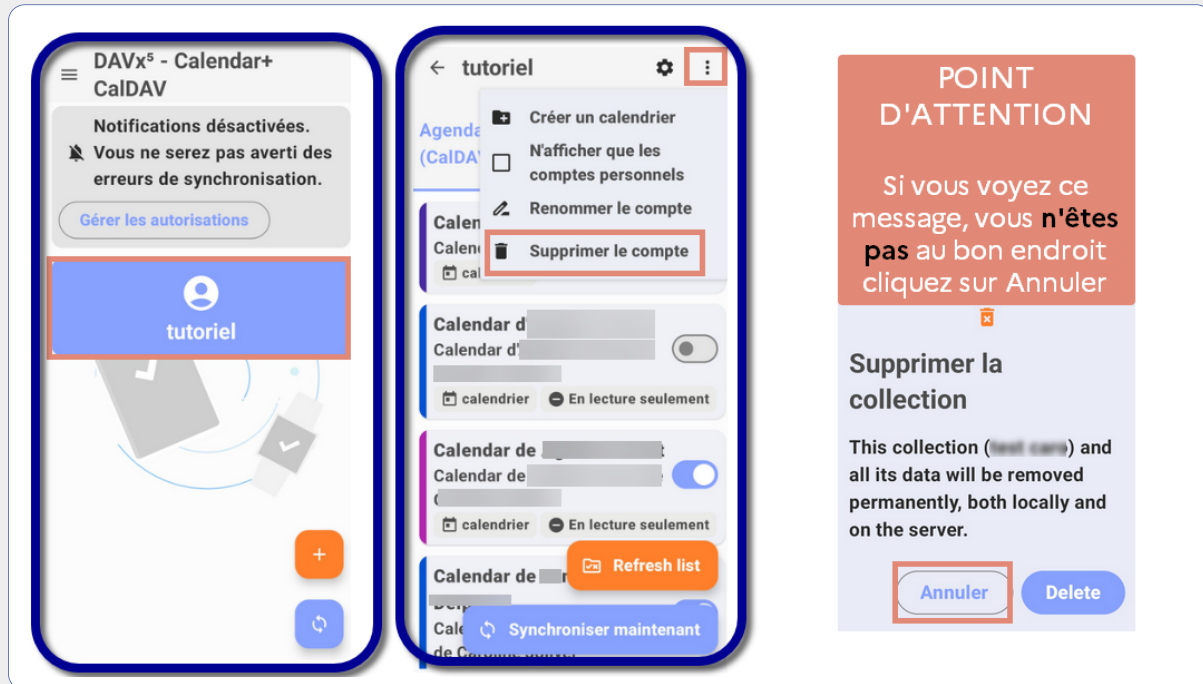 DAVx⁵ - Calendar+
CalDAV
Notifications désactivées.
Vous ne serez pas averti des
erreurs de synchronisation.
Gérer les autorisations
tutoriel
tutoriel
Créer un calendrier
N'afficher que les
comptes personnels
Renommer le compte
Supprimer le compte
Agenda
(CalDAV
Calen
Calen
cal
Calendar d'
Calendar d'
calendrier
En lecture seulement
Calendar de
Calendar de
calendrier
En lecture seulement
Calendar de
Refresh list
Synchroniser maintenant
POINT
D'ATTENTION
Si vous voyez ce
message, vous n'êtes
pas au bon endroit
cliquez sur Annuler
Supprimer la
collection
This collection ( ) and
all its data will be removed
permanently, both locally and
on the server.
Annuler
Delete